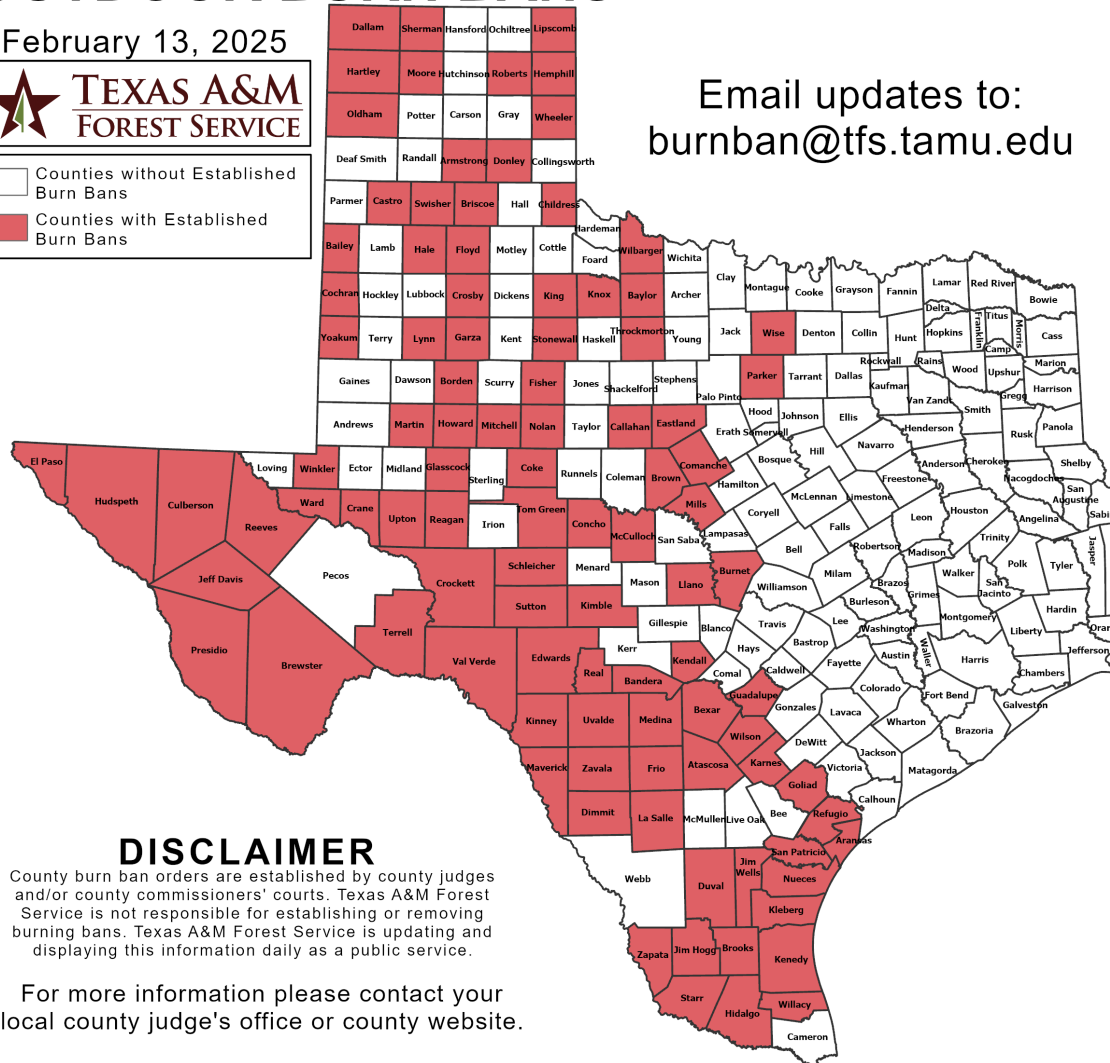 February 13, 2025
TEXAS A&M
FOREST SERVICE
Counties without Established
Burn Bans
Counties with Established
Burn Bans
Email updates to:
burnban@tfs.tamu.edu
Dallam Sherman Hansford Ochiltree Lipscomb
Hartley Moore Hutchinson Roberts Hemphill
Oldham Potter Carson Gray Wheeler
Deaf Smith Randall Armstrong Donley Collingsworth
Parmer Castro Swisher Briscoe Hall Childress
Hardeman
Bailey Lamb Hale Floyd Motley Cottle Foard Wilbarger Wichita
Clay Montague Cooke Grayson Fannin Lamar Red River Bowie
Cochran Hockley Lubbock Crosby Dickens King Knox Baylor Archer
Delta Franklin Titus Morris Cass
Yoakum Terry Lynn Garza Kent Stonewall Haskell Throckmorton Young Jack Wise Denton Collin Hunt Hopkins
Camp
Rockwall Rains Wood Upshur Marion
Gaines Dawson Borden Scurry Fisher Jones Shackelford Stephens Palo Pinto Parker Tarrant Dallas Kaufman Van Zandt Gregg Harrison
Andrews Martin Howard Mitchell Nolan Taylor Callahan Eastland Erath Hood Somervell Johnson Ellis Henderson Smith Rusk Panola
El Paso Hudspeth Culberson Reeves Loving Winkler Ector Midland Glasscock Sterling Coke Runnels Coleman Brown Comanche Hamilton Bosque Hill Navarro Anderson Cherokee Nacogdoches Shelby
San
Augustine
Sabi
Ward Crane Upton Reagan Irion Tom Green Concho McCulloch San Saba Mills Lampasas Coryell McLennan Limestone Freestone Leon Houston Angelina
Jeff Davis Pecos Crockett Schleicher Menard Mason Llano Burnet Bell Falls Milam Robertson Brazos Madison Grimes Walker Trinity
San
Jacinto
Polk Tyler Jasper
Presidio Brewster Terrell Val Verde Sutton Kimble Gillespie Blanco Williamson Travis Hays Burleson Lee Washington Montgomery Liberty Hardin Oran
Jefferson
Edwards Real Kerr Bandera Kendall Comal Caldwell Bastrop Fayette Austin Waller Harris Chambers
Kinney Uvalde Medina Bexar Guadalupe Gonzales Lavaca Colorado Wharton Fort Bend Brazoria Galveston
Maverick Zavala Frio Atascosa Wilson Karnes DeWitt Victoria Jackson Matagorda
Dimmit La Salle McMullen Live Oak Bee Goliad Refugio Calhoun
Aransas
Webb Duval
Jim
Wells
San Patricio
Nueces
Kleberg
Zapata Jim Hogg Brooks Kenedy
Starr Hidalgo Willacy
Cameron
DISCLAIMER
County burn ban orders are established by county judges
and/or county commissioners' courts. Texas A&M Forest
Service is not responsible for establishing or removing
burning bans. Texas A&M Forest Service is updating and
displaying this information daily as a public service.
For more information please contact your
local county judge's office or county website.